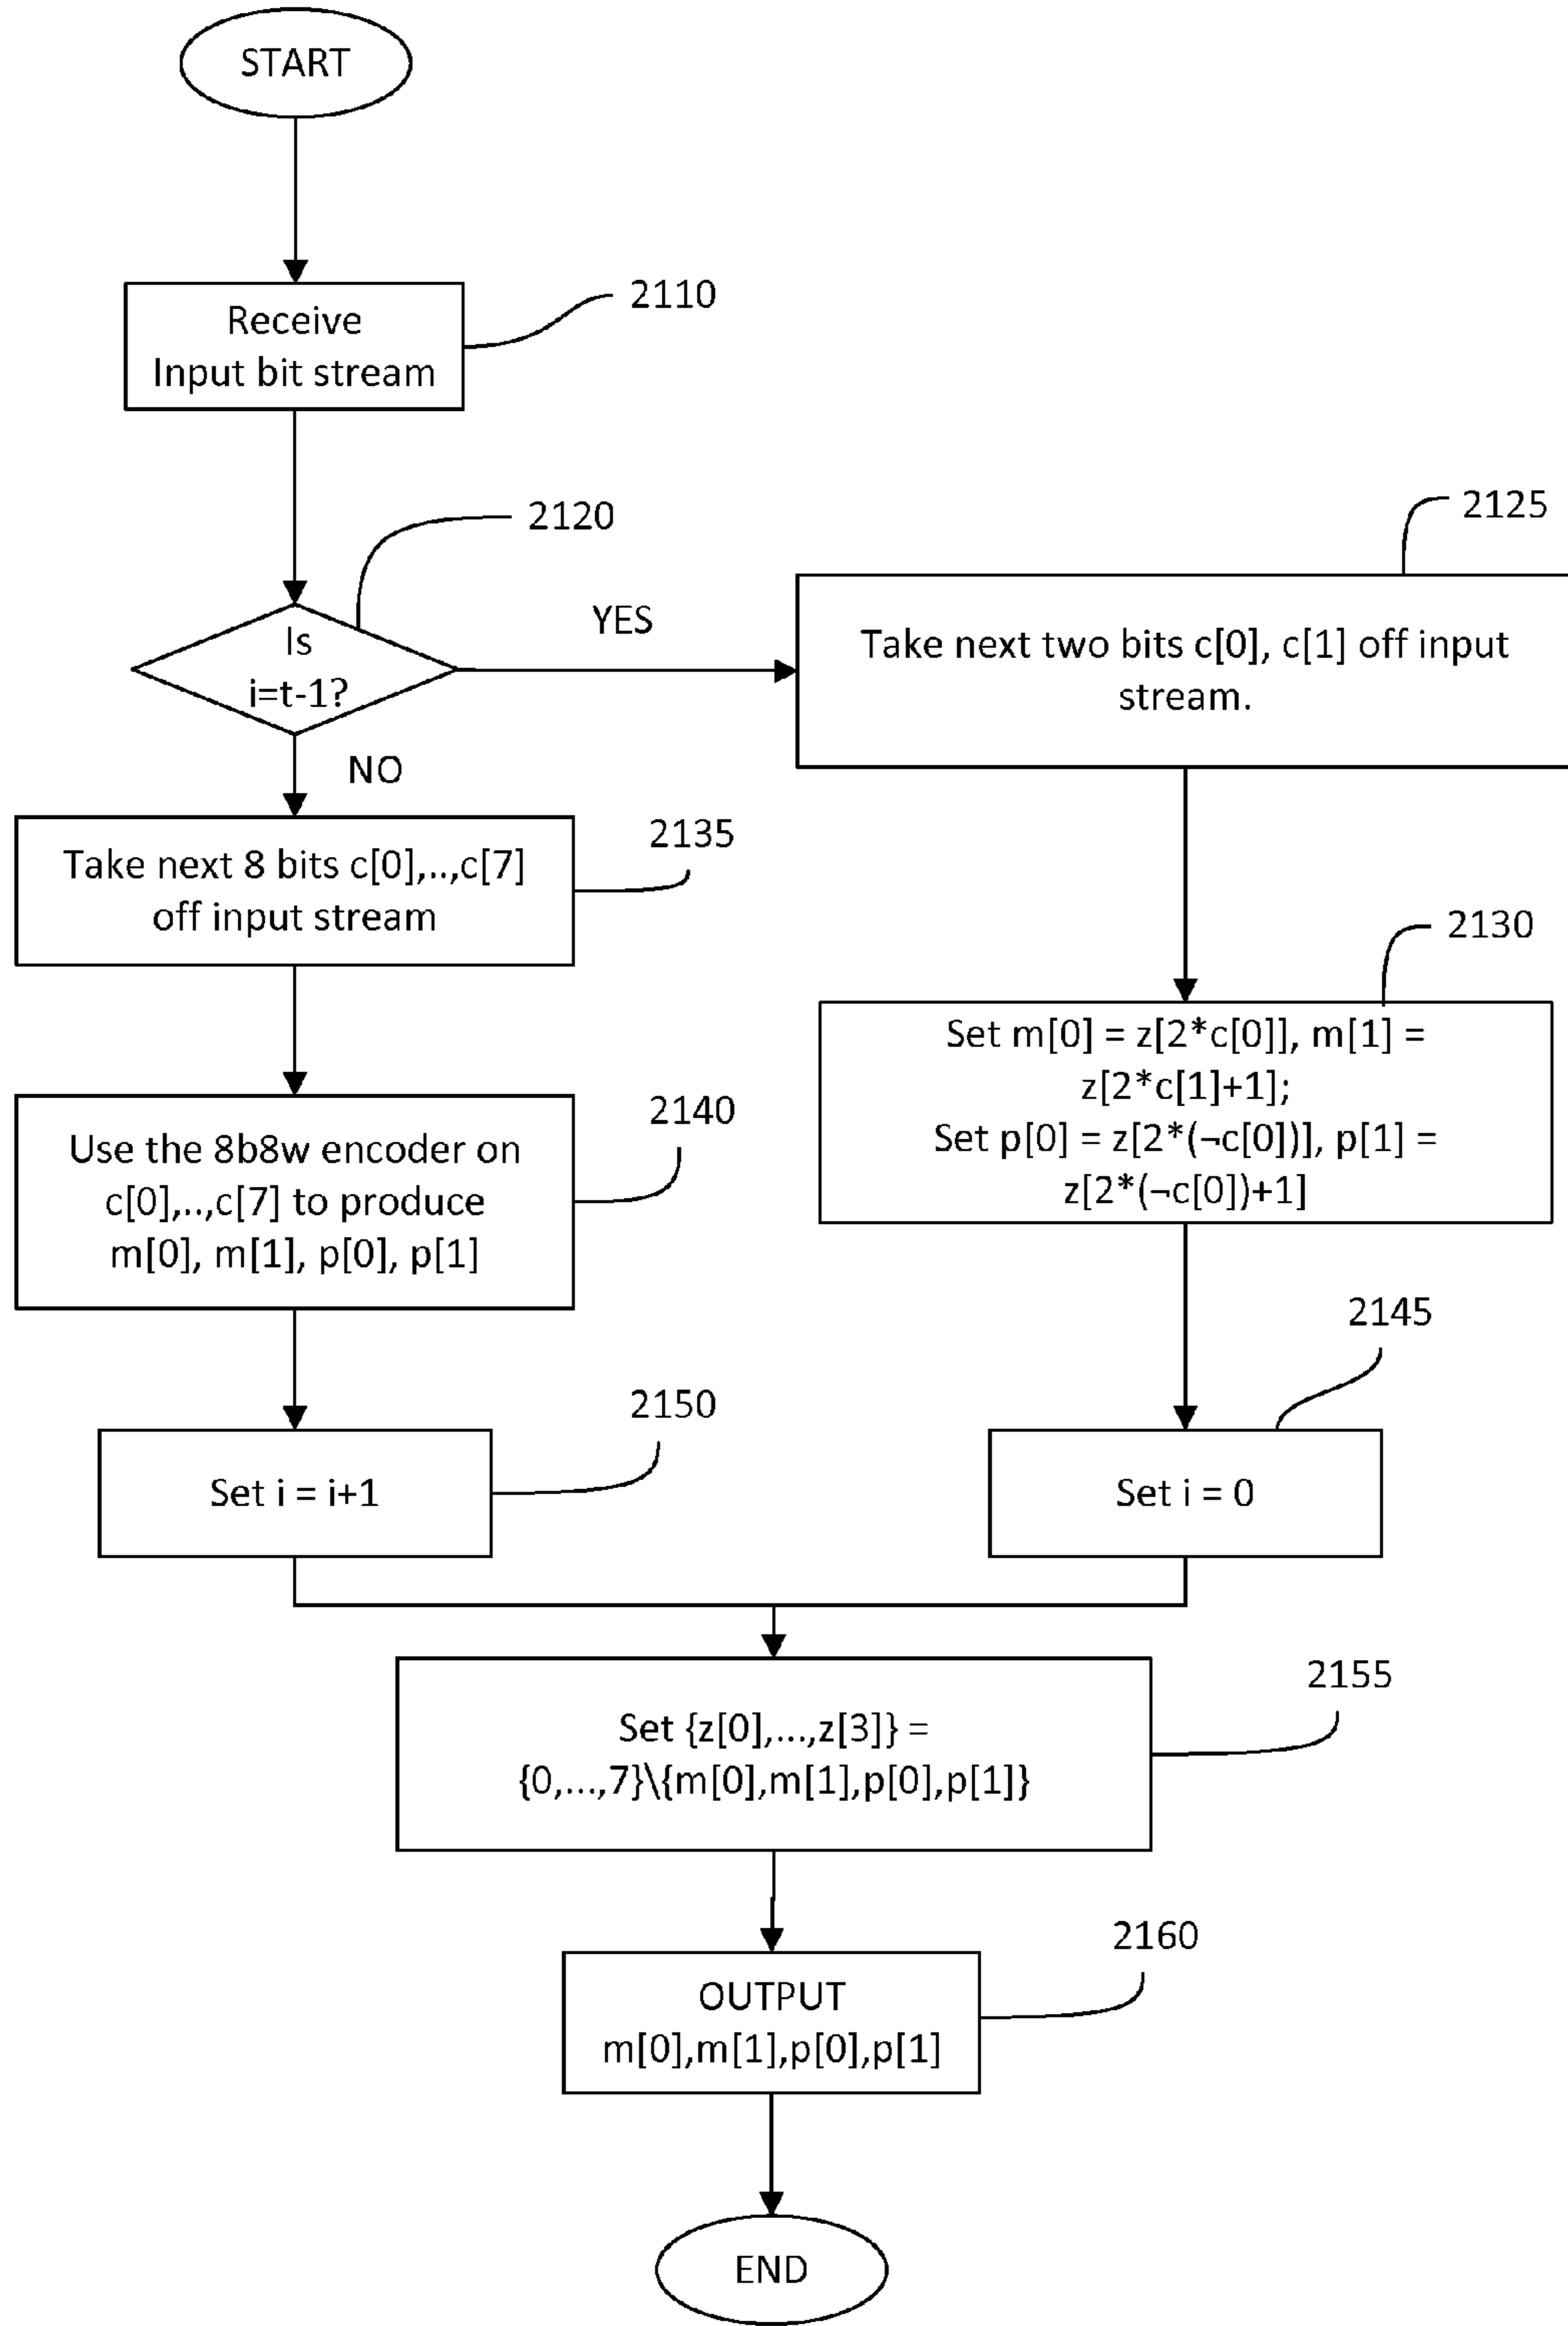 START
Receive
Input bit stream
2110
2120
Is
i=t-1?
YES
NO
2125
Take next two bits c[0], c[1] off input
stream.
2135
Take next 8 bits c[0],..,c[7]
off input stream
2130
Set m[0] = z[2*c[0]], m[1] =
z[2*c[1]+1];
Set p[0] = z[2*(¬c[0])], p[1] =
z[2*(¬c[0])+1]
2140
Use the 8b8w encoder on
c[0],..,c[7] to produce
m[0], m[1], p[0], p[1]
2145
2150
Set i = i+1
Set i = 0
2155
Set {z[0],...,z[3]} =
{0,...,7}\{m[0],m[1],p[0],p[1]}
2160
OUTPUT
m[0],m[1],p[0],p[1]
END